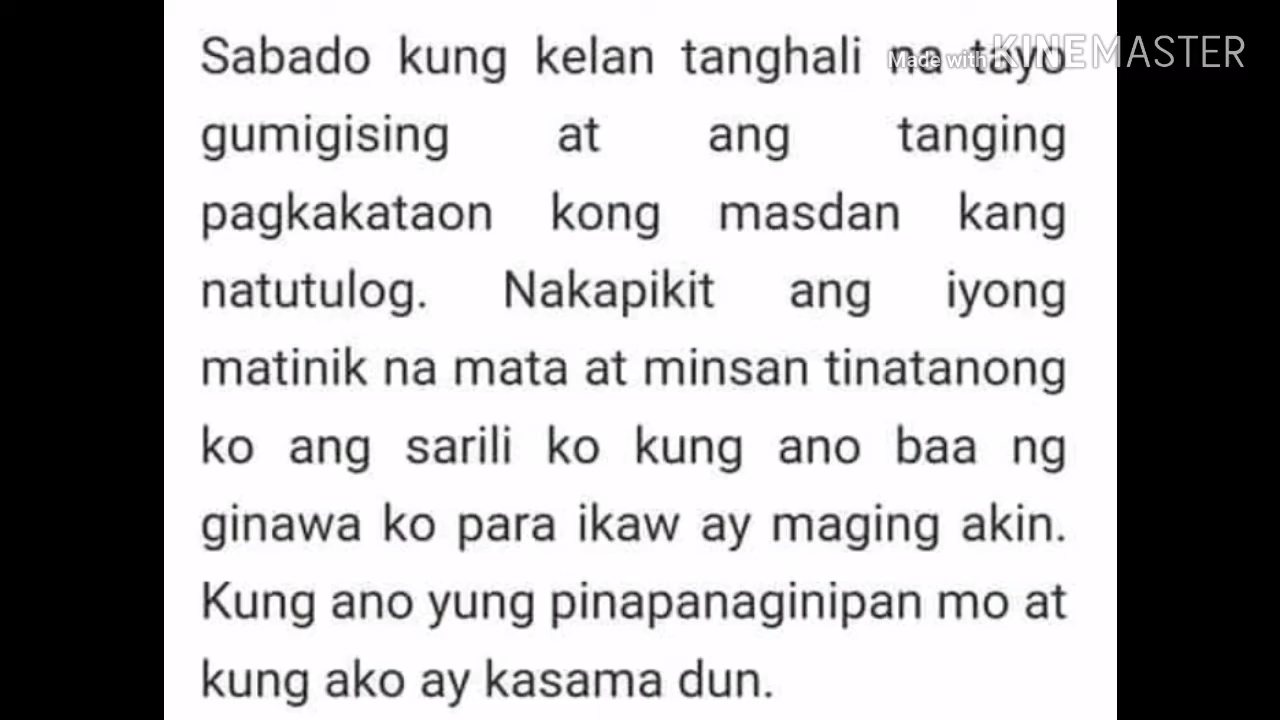 Sabado kung kelan tanghali na tayo
Made with KINEMASTER
gumigising at ang tanging
pagkakataon kong masdan kang
natutulog. Nakapikit ang iyong
matinik na mata at minsan tinatanong
ko ang sarili ko kung ano baa ng
ginawa ko para ikaw ay maging akin.
Kung ano yung pinapanaginipan mo at
kung ako ay kasama dun.